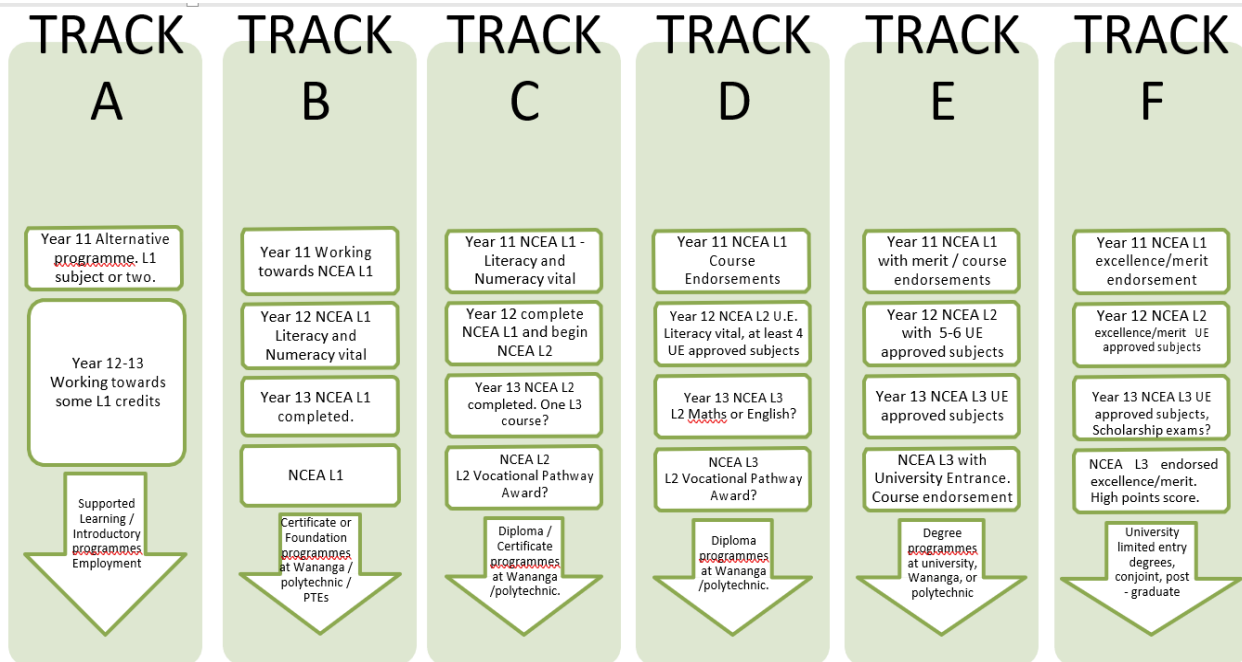 TRACK
A
Year 11 Alternative
programme. L1
subject or two.
Year 12-13
Working towards
some L1 credits
Supported
Learning /
Introductory
programmes
Employment
TRACK
B
Year 11 Working
towards NCEA L1
Year 12 NCEA L1
Literacy and
Numeracy vital
Year 13 NCEA L1
completed.
NCEA L1
Certificate or
Foundation
programmes
at Wananga /
polytechnic /
PTEs
TRACK
C
Year 11 NCEA L1 -
Literacy and
Numeracy vital
Year 12 complete
NCEA L1 and begin
NCEA L2
Year 13 NCEA L2
completed. One L3
course?
NCEA L2
L2 Vocational Pathway
Award?
Diploma /
Certificate
programmes
at Wananga
/polytechnic.
TRACK
D
Year 11 NCEA L1
Course
Endorsements
Year 12 NCEA L2 U.E.
Literacy vital, at least 4
UE approved subjects
Year 13 NCEA L3
L2 Maths or English?
NCEA L3
L2 Vocational Pathway
Award?
Diploma
programmes
at Wananga
/polytechnic.
TRACK
E
Year 11 NCEA L1
with merit / course
endorsements
Year 12 NCEA L2
with 5-6 UE
approved subjects
Year 13 NCEA L3 UE
approved subjects
NCEA L3 with
University Entrance.
Course endorsement
Degree
programmes
at university,
Wananga, or
polytechnic
TRACK
F
Year 11 NCEA L1
excellence/merit
endorsement
Year 12 NCEA L2
excellence/merit UE
approved subjects
Year 13 NCEA L3 UE
approved subjects,
Scholarship exams?
NCEA L3 endorsed
excellence/merit.
High points score.
University
limited entry
degrees,
conjoint, post
- graduate